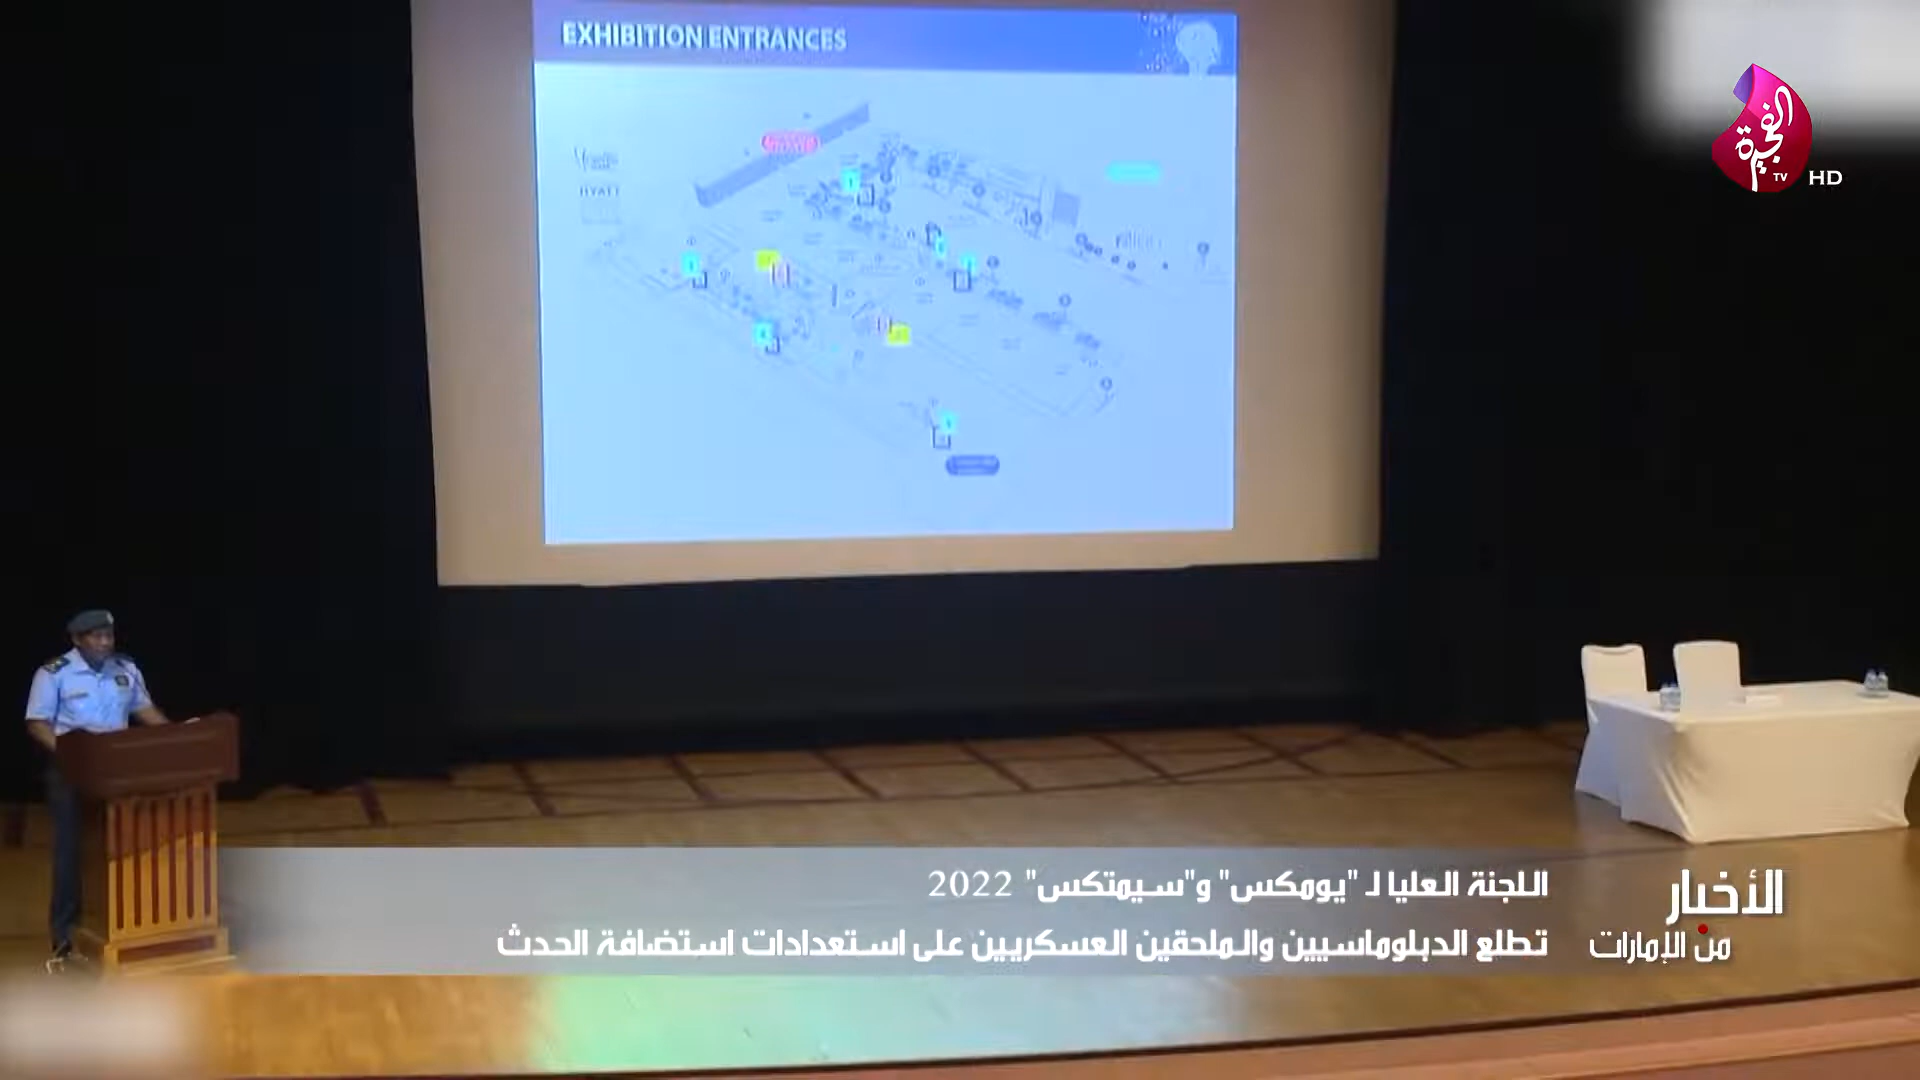 EXHIBITION ENTRANCES
HYATT
الفجيرة
TV HD
اللجنة العليا لـ "يومكس" و"سيمتكس" 2022
تطلع الدبلوماسيين والملحقين العسكريين على استعدادات استضافة الحدث
الأخبار
من الإمارات